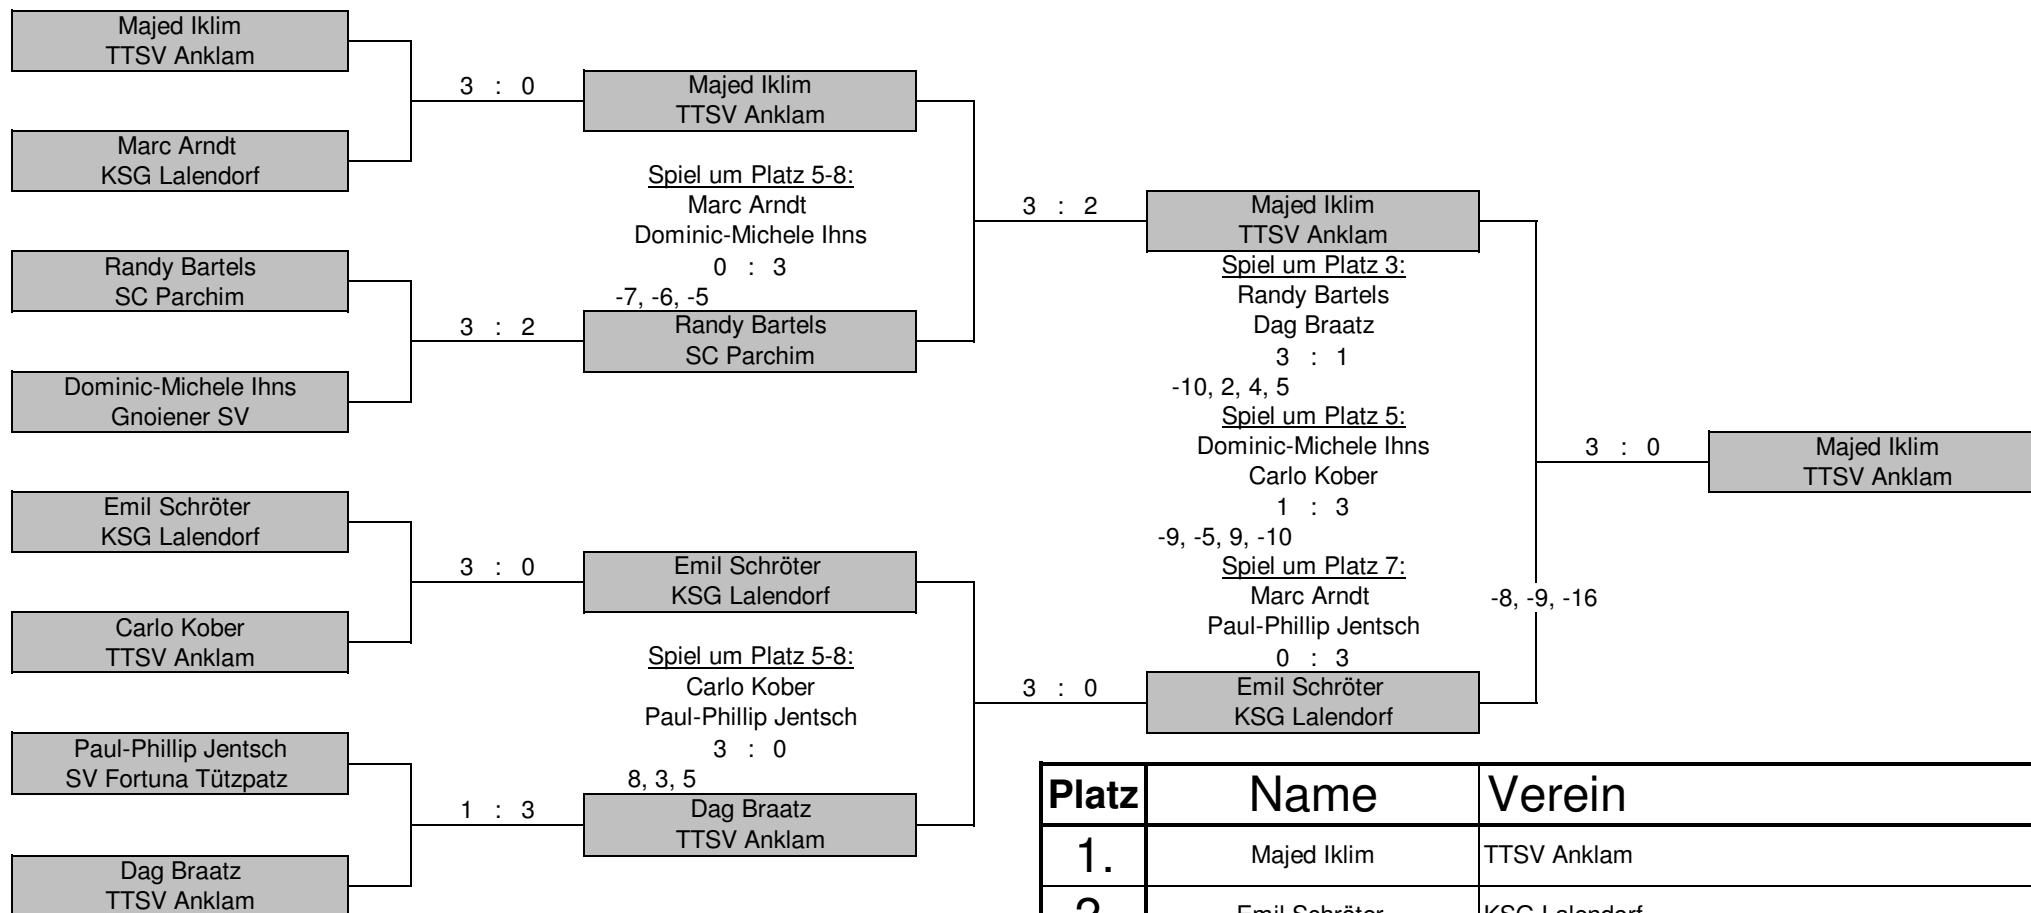 Majed Iklim
TTSV Anklam
Marc Arndt
KSG Lalendorf
Randy Bartels
SC Parchim
Dominic-Michele Ihns
Gnoiener SV
Emil Schröter
KSG Lalendorf
Carlo Kober
TTSV Anklam
Paul-Phillip Jentsch
SV Fortuna Tützpatz
Dag Braatz
TTSV Anklam
3 : 0
3 : 2
3 : 0
1 : 3
Majed Iklim
TTSV Anklam
Spiel um Platz 5-8:
Marc Arndt
Dominic-Michele Ihns
0 : 3
-7, -6, -5
Randy Bartels
SC Parchim
Emil Schröter
KSG Lalendorf
Spiel um Platz 5-8:
Carlo Kober
Paul-Phillip Jentsch
3 : 0
8, 3, 5
Dag Braatz
TTSV Anklam
3 : 2
3 : 0
Majed Iklim
TTSV Anklam
Spiel um Platz 3:
Randy Bartels
Dag Braatz
3 : 1
-10, 2, 4, 5
Spiel um Platz 5:
Dominic-Michele Ihns
Carlo Kober
1 : 3
-9, -5, 9, -10
Spiel um Platz 7:
Marc Arndt
Paul-Phillip Jentsch
0 : 3
Emil Schröter
KSG Lalendorf
3 : 0
-8, -9, -16
Majed Iklim
TTSV Anklam
Platz Name Verein
1. Majed Iklim TTSV Anklam
2. Emil Schröter KSG Lalendorf